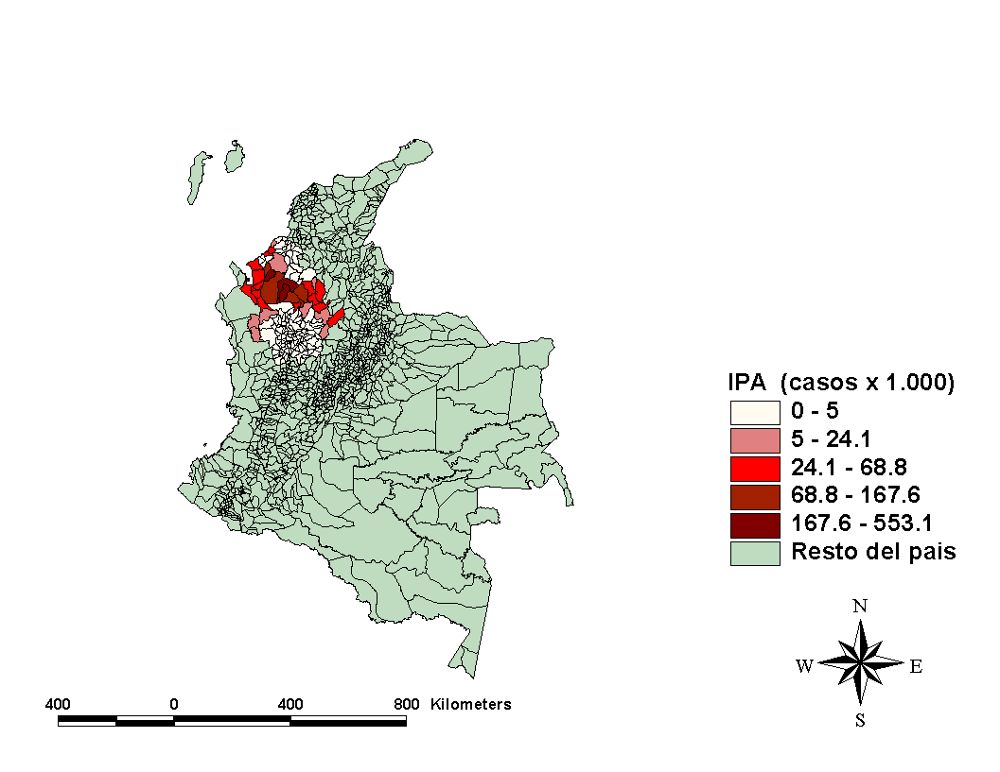 IPA (casos x 1.000)
0 - 5
5 - 24.1
24.1 - 68.8
68.8 - 167.6
167.6 - 553.1
Resto del pais
N
W E
S
400 0 400 800 Kilometers